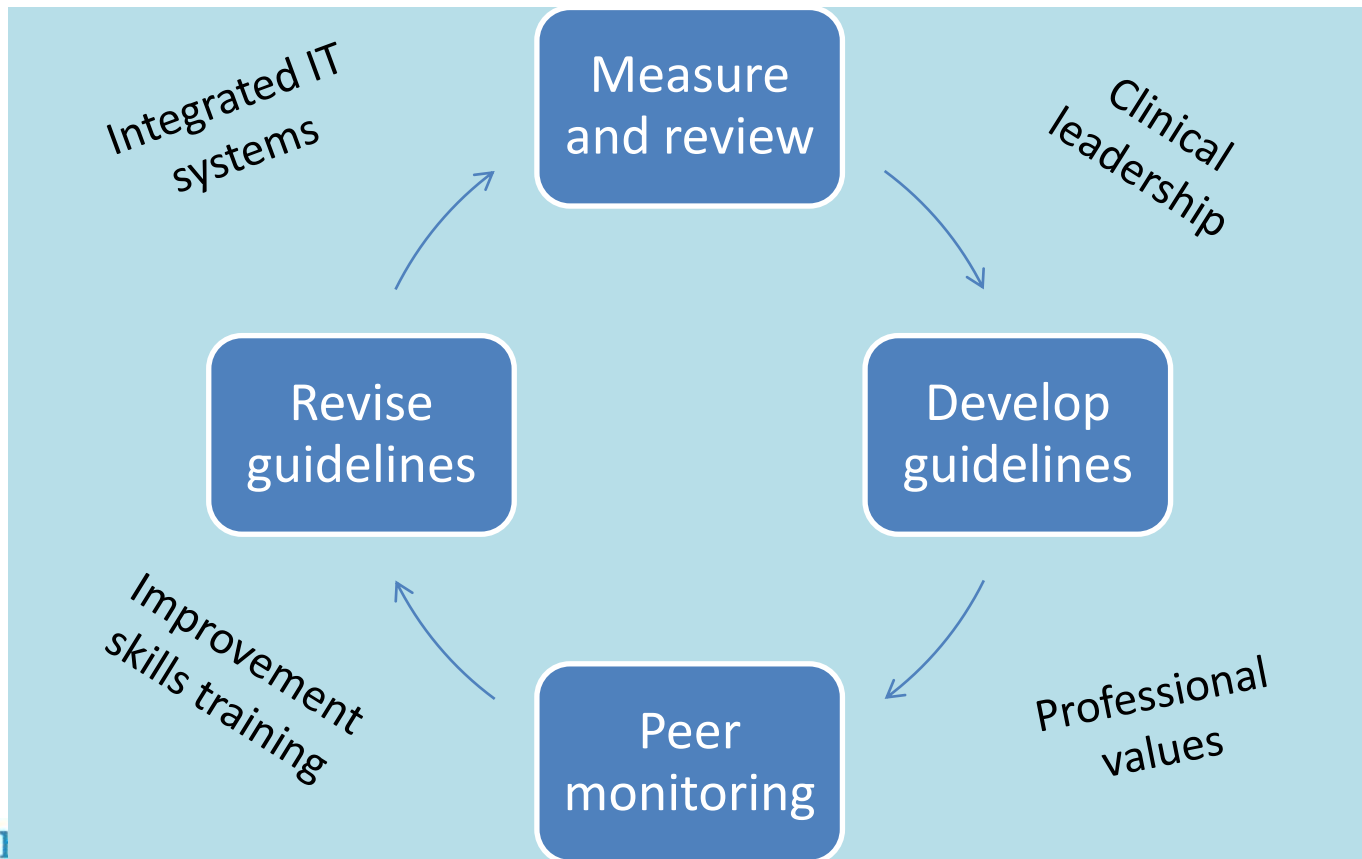 Integrated IT
systems
Measure
and review
Clinical
leadership
Revise
guidelines
Develop
guidelines
Improvement
skills training
Peer
monitoring
Professional
values